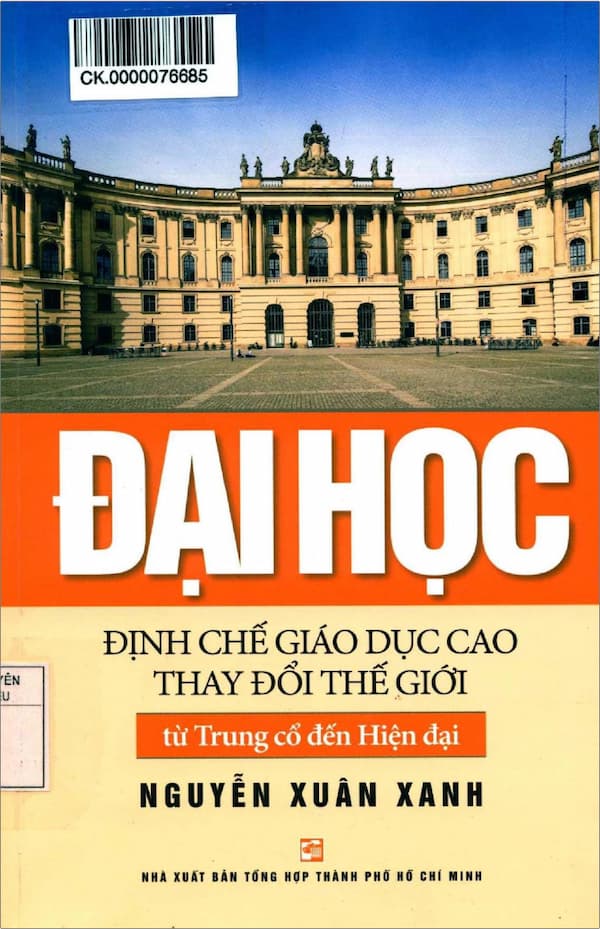 CK.0000076685
ĐẠI HỌC
ĐỊNH CHẾ GIÁO DỤC CAO
THAY ĐỔI THẾ GIỚI
từ Trung cổ đến Hiện đại
NGUYỄN XUÂN XANH
NHÀ XUẤT BẢN TỔNG HỢP THÀNH PHỐ HỒ CHÍ MINH